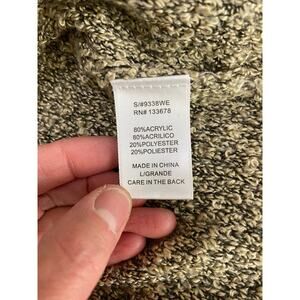 S/#9338WE
RN# 133678
80%ACRYLIC
80%ACRILICO
20%POLYESTER
20%POLIESTER
MADE IN CHINA
L/GRANDE
CARE IN THE BACK